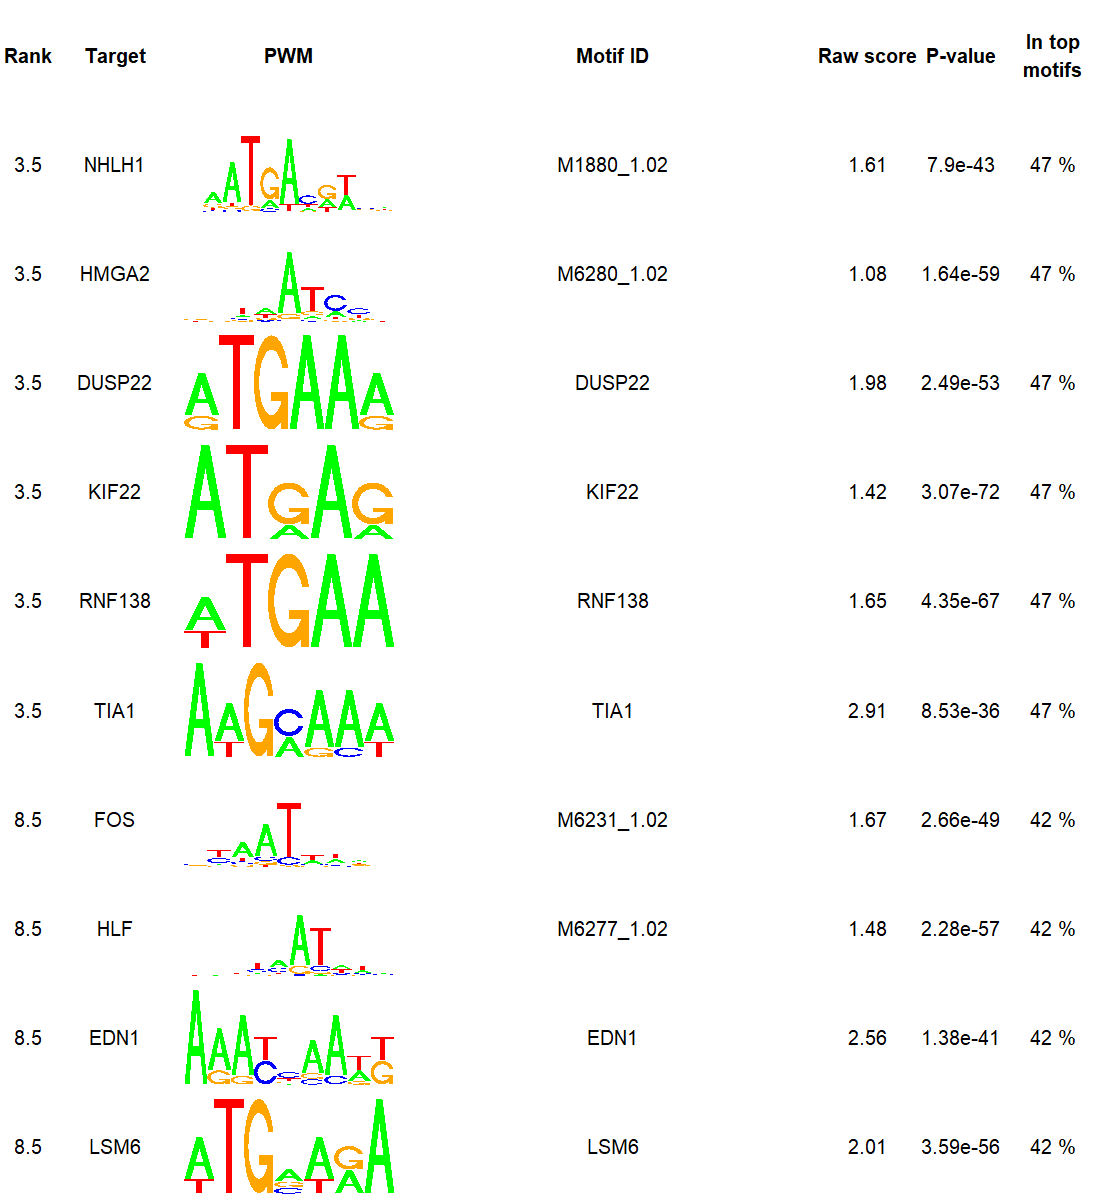 Rank Target PWM Motif ID Raw score P-value In top motifs
3.5 NHLH1 M1880_1.02 1.61 7.9e-43 47 %
3.5 HMGA2 M6280_1.02 1.08 1.64e-59 47 %
3.5 DUSP22 DUSP22 1.98 2.49e-53 47 %
3.5 KIF22 KIF22 1.42 3.07e-72 47 %
3.5 RNF138 RNF138 1.65 4.35e-67 47 %
3.5 TIA1 TIA1 2.91 8.53e-36 47 %
8.5 FOS M6231_1.02 1.67 2.66e-49 42 %
8.5 HLF M6277_1.02 1.48 2.28e-57 42 %
8.5 EDN1 EDN1 2.56 1.38e-41 42 %
8.5 LSM6 LSM6 2.01 3.59e-56 42 %